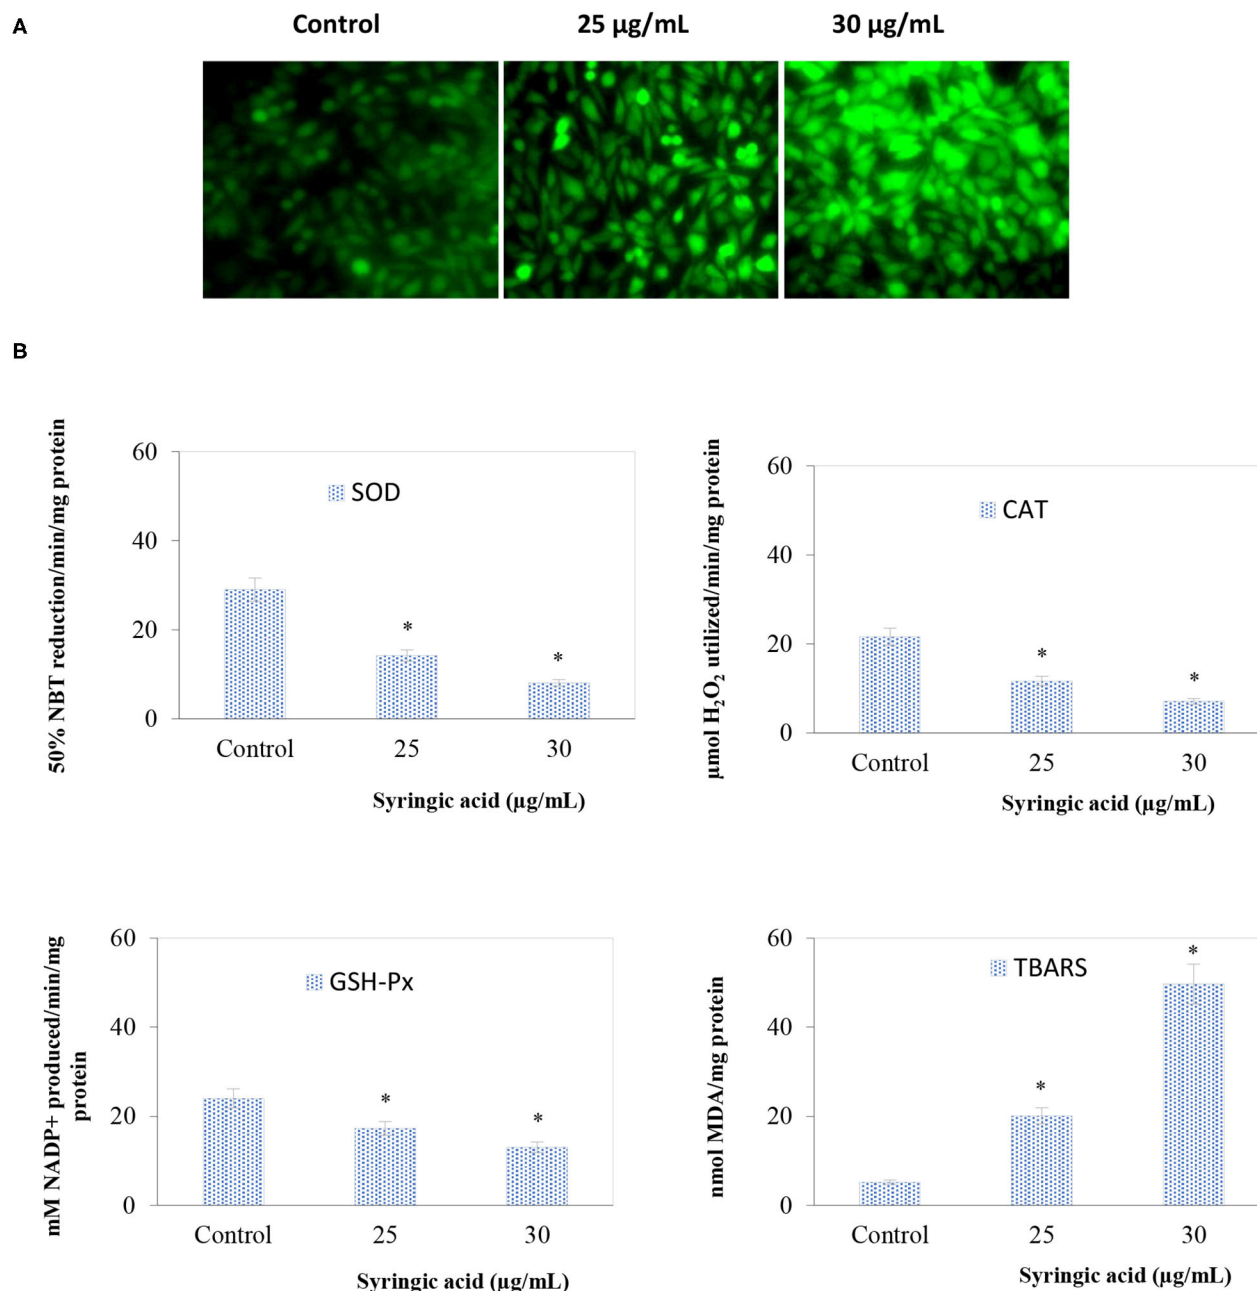 A
Control 25 µg/mL 30 µg/mL
B
50% NBT reduction/min/mg protein
60
40
20
0
SOD
*
*
Control 25 30
Syringic acid (µg/mL)
µmol H₂O₂ utilized/min/mg protein
60
40
20
0
CAT
*
*
Control 25 30
Syringic acid (µg/mL)
mM NADP+ produced/min/mg
protein
60
40
20
0
GSH-Px
*
*
Control 25 30
Syringic acid (µg/mL)
nmol MDA/mg protein
60
40
20
0
TBARS
*
*
Control 25 30
Syringic acid (µg/mL)